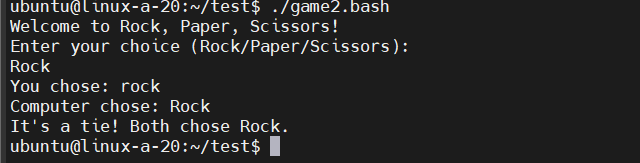 ubuntu@linux-a-20:~/test$ ./game2.bash
Welcome to Rock, Paper, Scissors!
Enter your choice (Rock/Paper/Scissors):
Rock
You chose: rock
Computer chose: Rock
It's a tie! Both chose Rock.
ubuntu@linux-a-20:~/test$